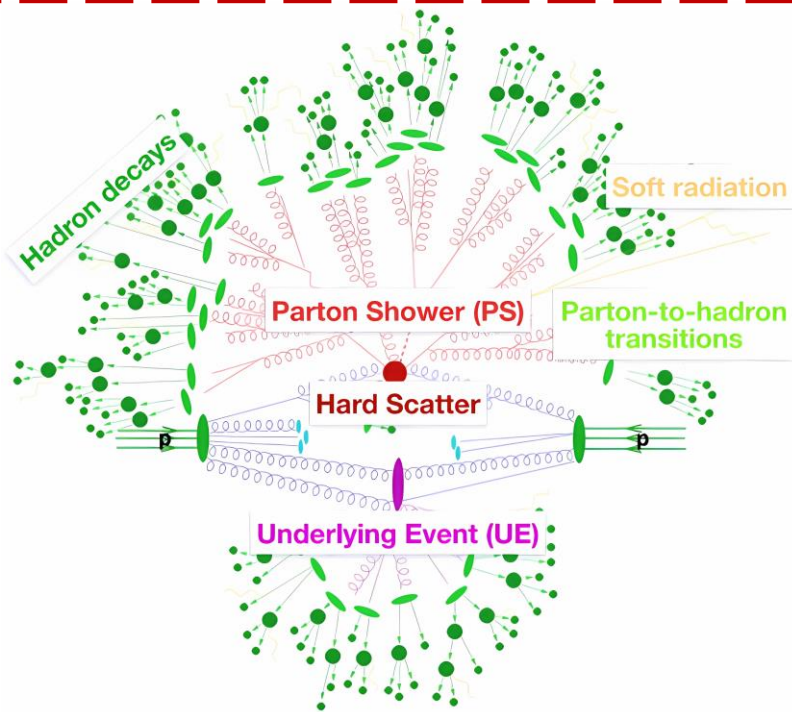 Hadron decays
Soft radiation
Parton Shower (PS)
Parton-to-hadron
transitions
Hard Scatter
p
p
Underlying Event (UE)